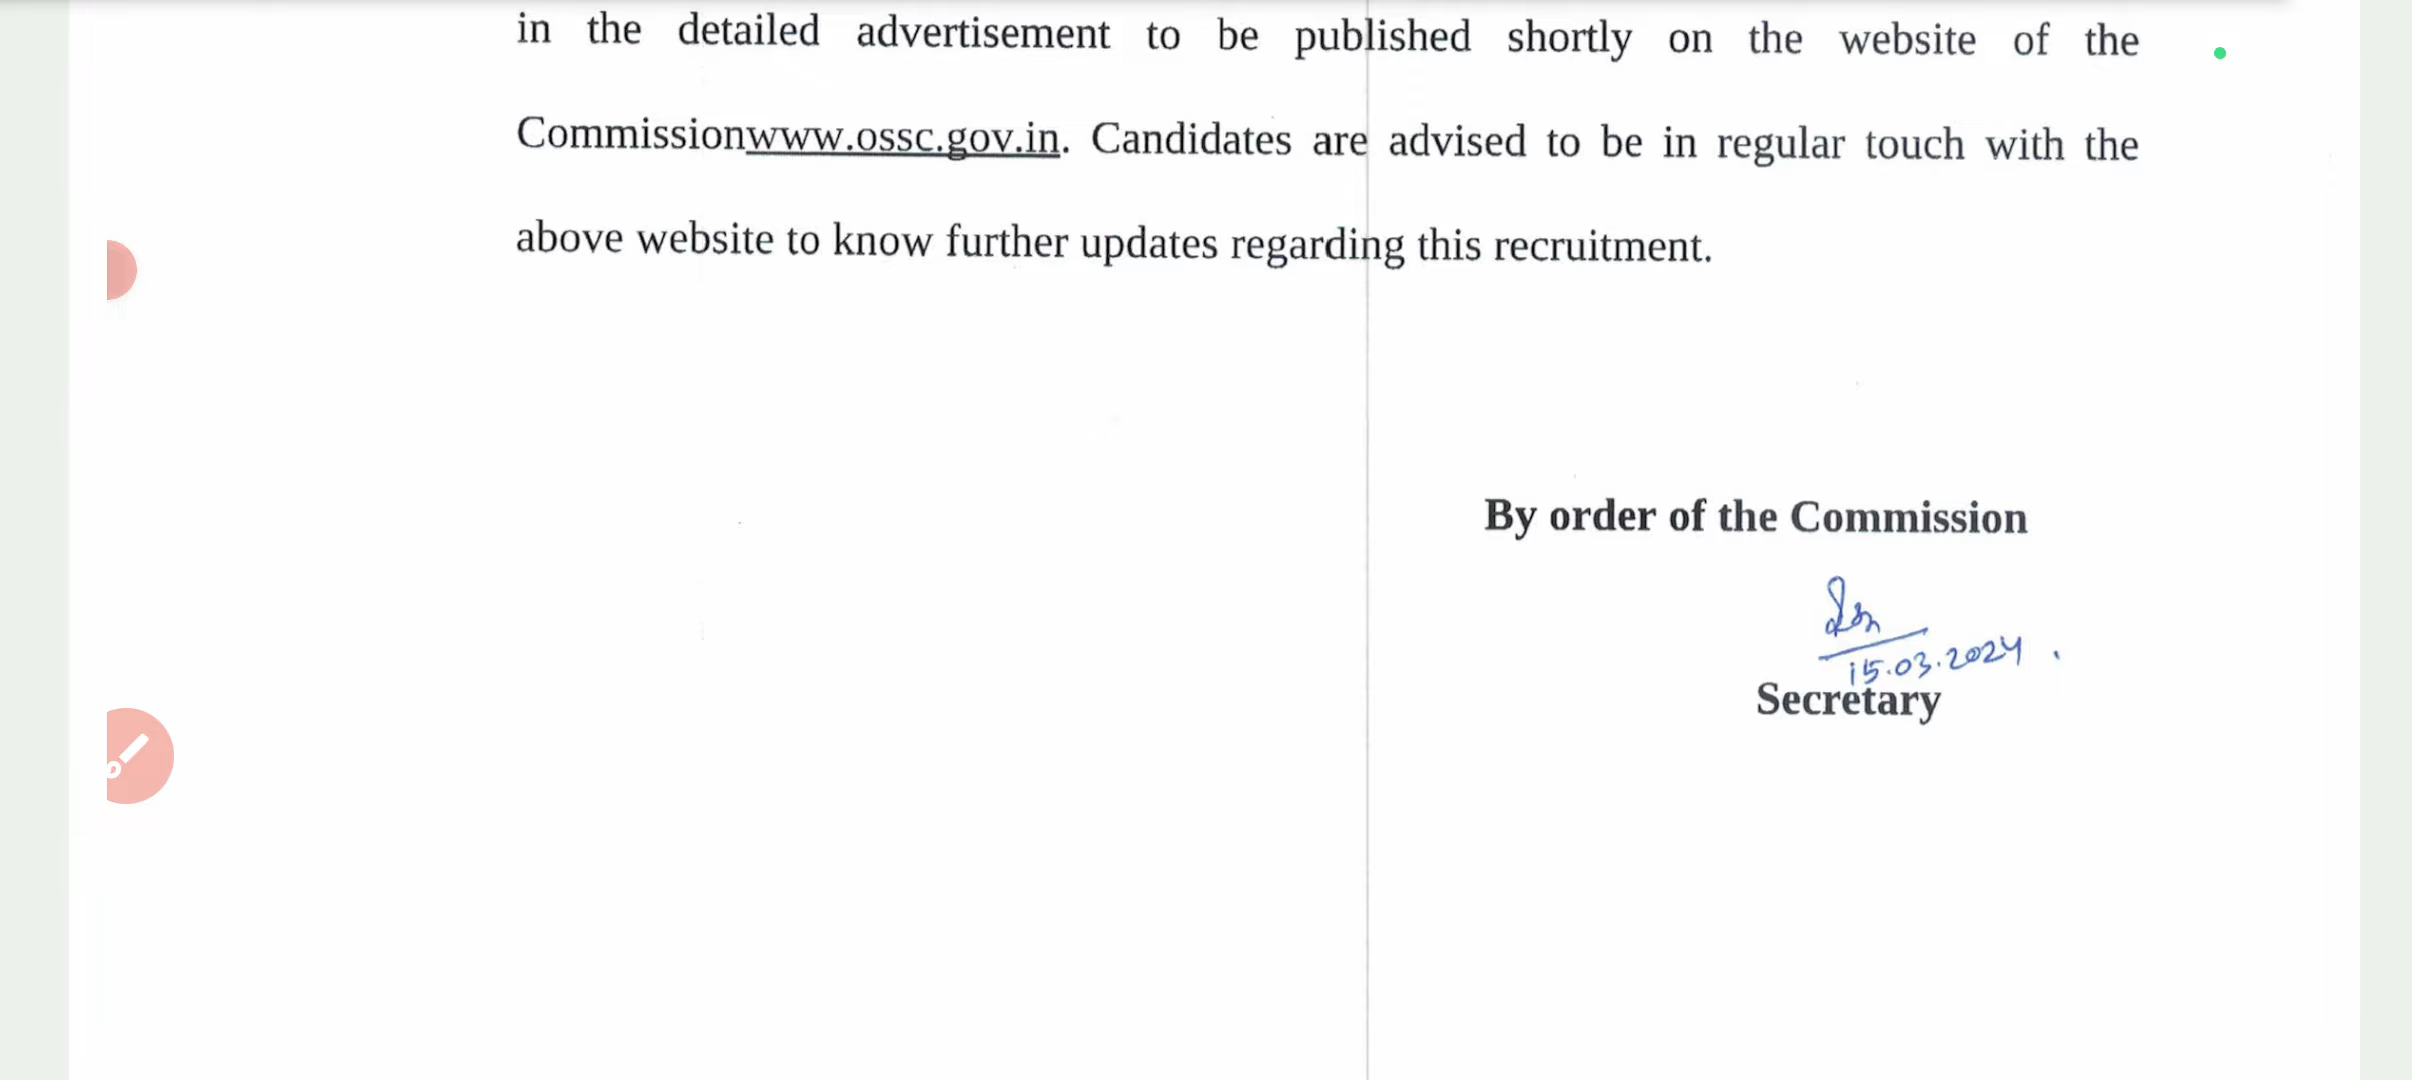 in the detailed advertisement to be published shortly on the website of the
Commissionwww.ossc.gov.in. Candidates are advised to be in regular touch with the
above website to know further updates regarding this recruitment.
By order of the Commission
15.03.2024
Secretary